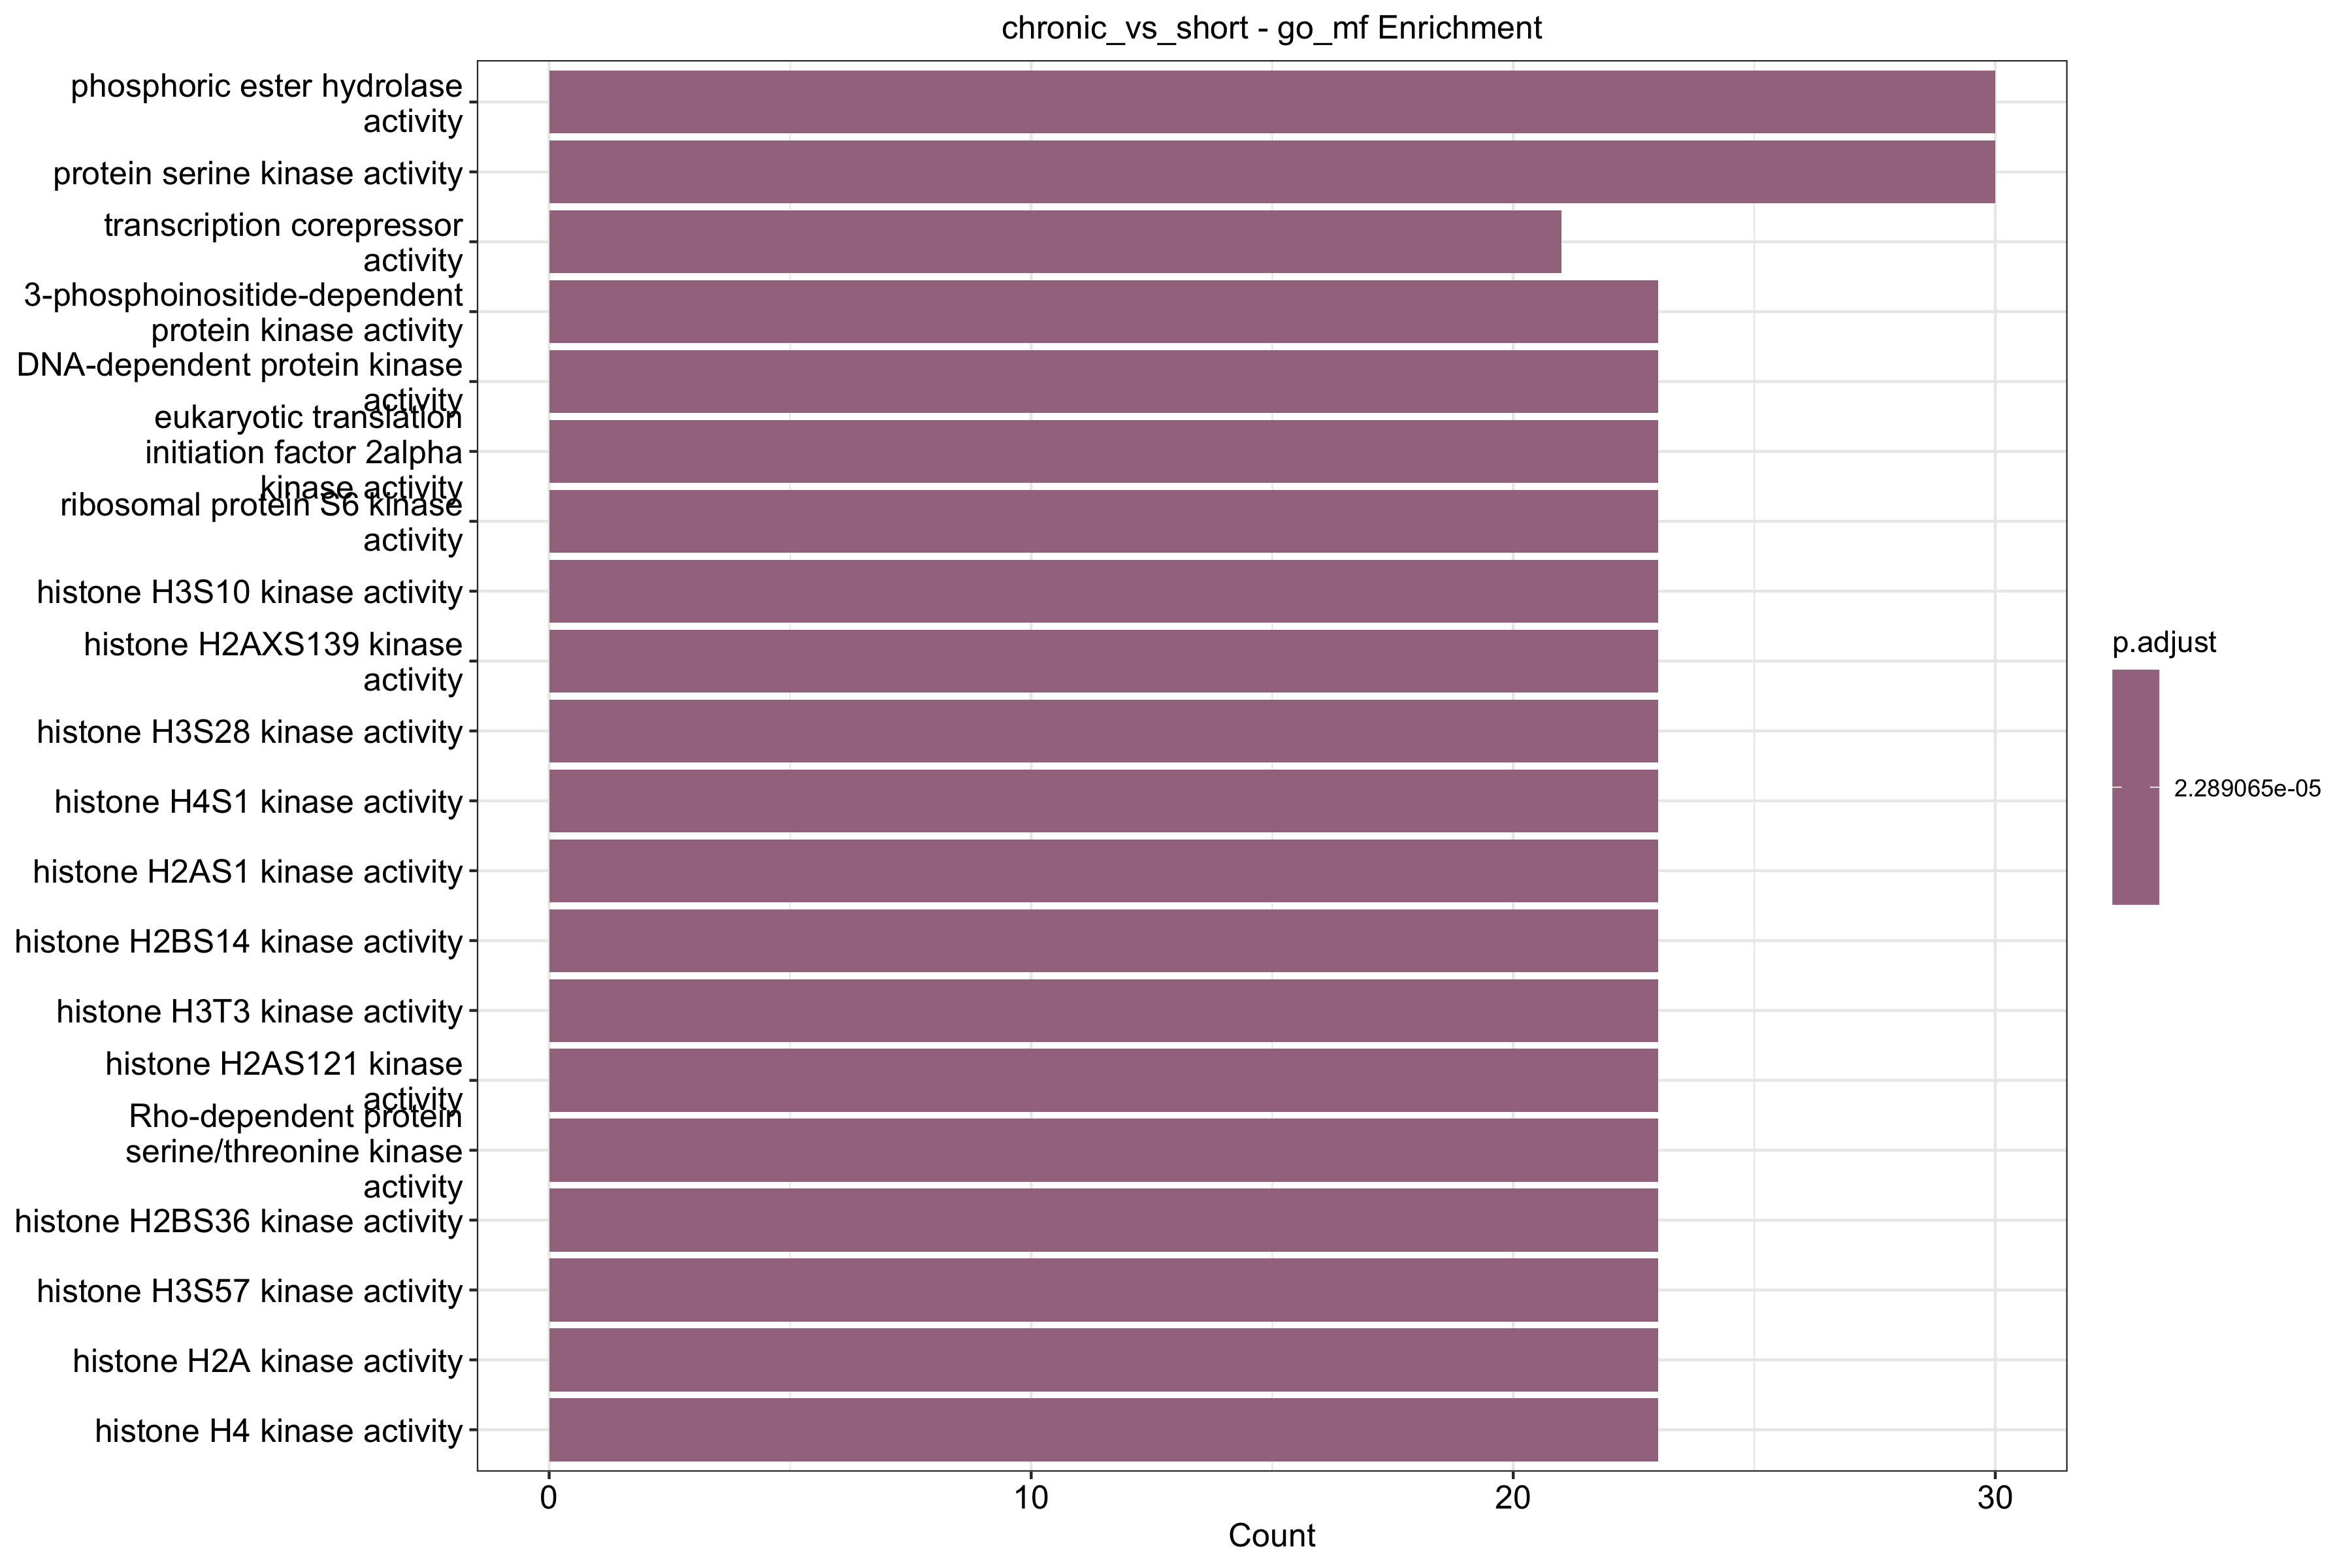 chronic_vs_short - go_mf Enrichment
phosphoric ester hydrolase
activity
protein serine kinase activity
transcription corepressor
activity
3-phosphoinositide-dependent
protein kinase activity
DNA-dependent protein kinase
activity
eukaryotic translation
initiation factor 2alpha
kinase activity
ribosomal protein S6 kinase
activity
histone H3S10 kinase activity
histone H2AXS139 kinase
activity
histone H3S28 kinase activity
histone H4S1 kinase activity
histone H2AS1 kinase activity
histone H2BS14 kinase activity
histone H3T3 kinase activity
histone H2AS121 kinase
activity
Rho-dependent protein
serine/threonine kinase
activity
histone H2BS36 kinase activity
histone H3S57 kinase activity
histone H2A kinase activity
histone H4 kinase activity
0 10 20 30
Count
p.adjust
2.289065e-05